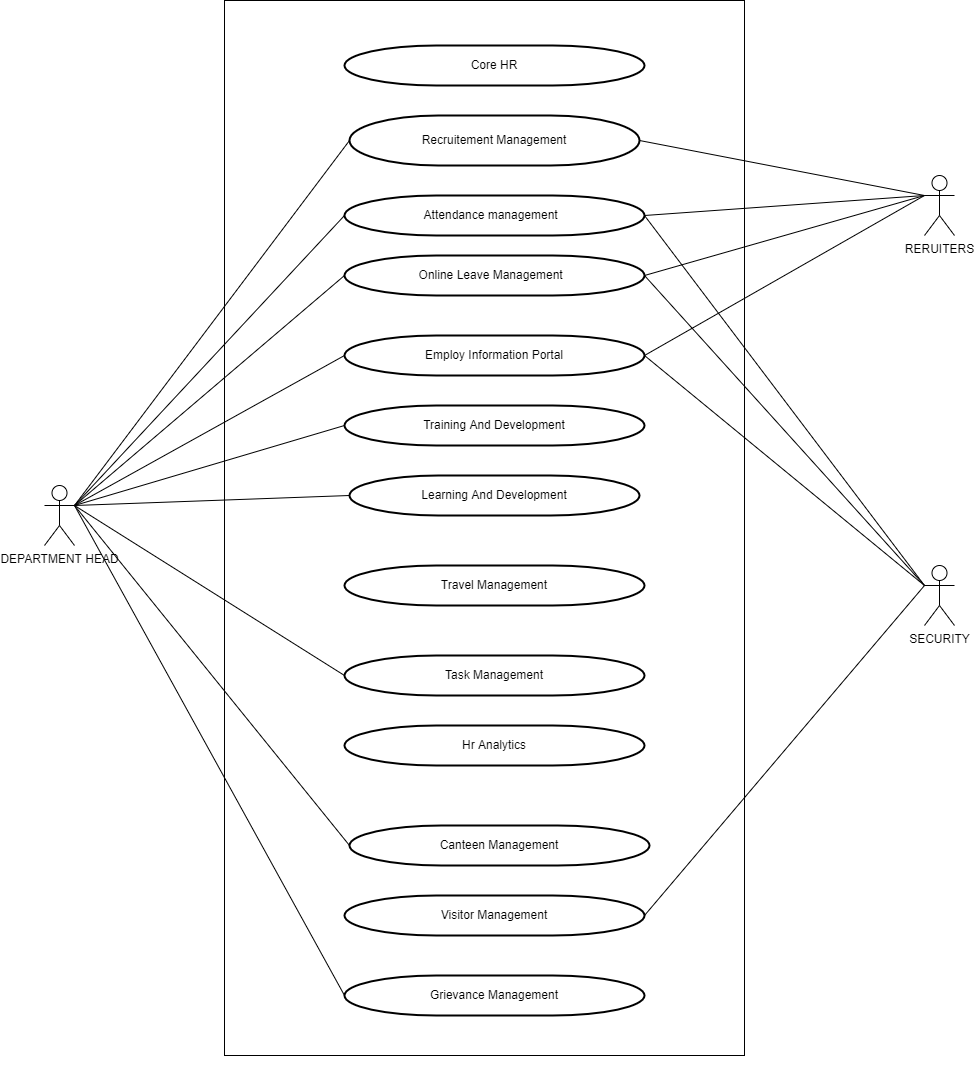 Core HR
Recruitement Management
Attendance management
RERUITERS
Online Leave Management
Employ Information Portal
Training And Development
Learning And Development
DEPARTMENT HEAD
Travel Management
SECURITY
Task Management
Hr Analytics
Canteen Management
Visitor Management
Grievance Management